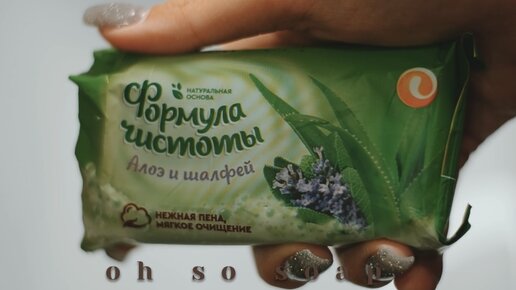 НАТУРАЛЬНАЯ
ОСНОВА
Формула
чистоты
Алоэ и шалфей
НЕЖНАЯ ПЕНА,
МЯГКОЕ ОЧИЩЕНИЕ
oh so soap